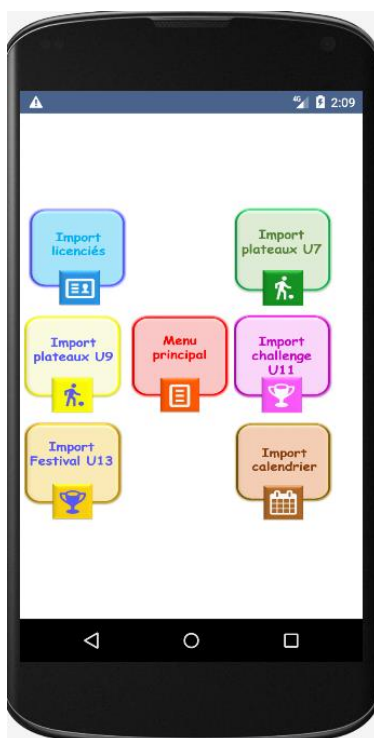 4G 2:09
Import
licenciés
Import
plateaux U7
Import
plateaux U9
Menu
principal
Import
challenge
U11
Import
Festival U13
Import
calendrier